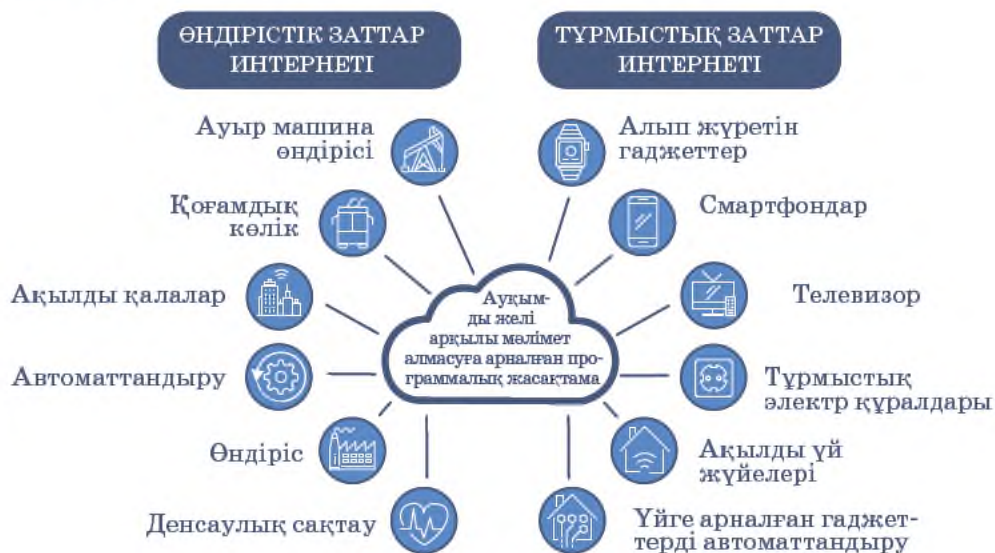 ӨНДІРІСТІК ЗАТТАР
ИНТЕРНЕТІ
ТҰРМЫСТЫҚ ЗАТТАР
ИНТЕРНЕТІ
Ауыр машина
өндірісі
Қоғамдық
көлік
Ақылды қалалар
Автоматтандыру
Өндіріс
Денсаулық сақтау
Ауқым-
ды желі
арқылы мәлімет
алмасуға арналған про-
граммалық жасақтама
Алып жүретін
гаджеттер
Смартфондар
Телевизор
Тұрмыстық
электр құралдары
Ақылды үй
жүйелері
Үйге арналған гаджет-
терді автоматтандыру